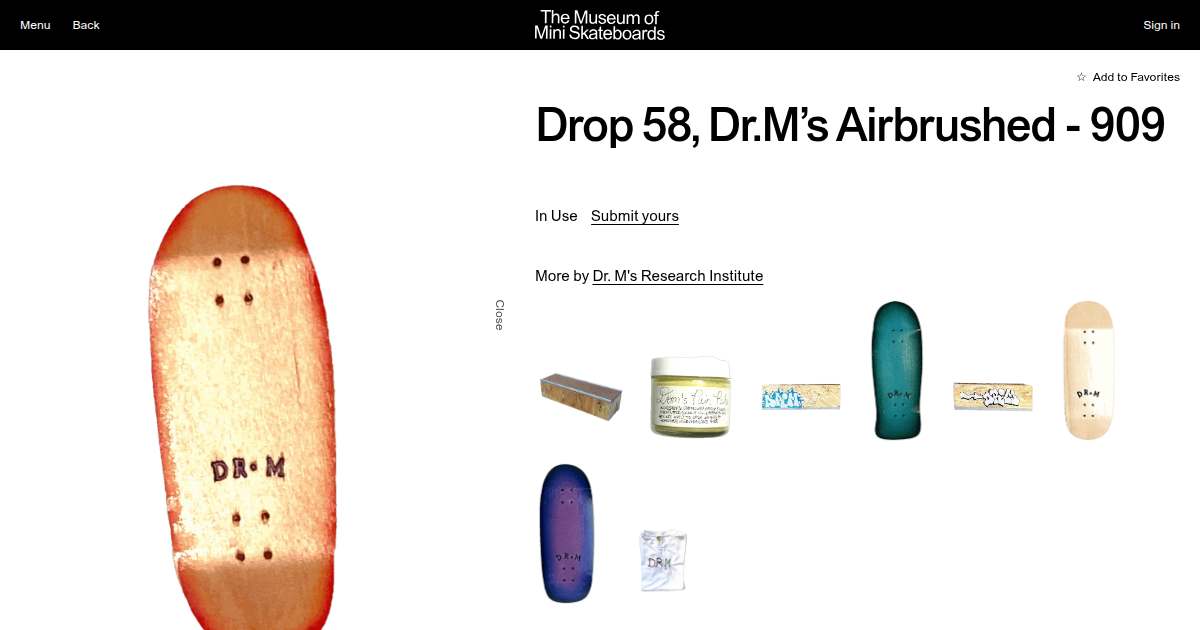 Menu
Back
The Museum of
Mini Skateboards
Sign in
☆ Add to Favorites
Drop 58, Dr.M’s Airbrushed - 909
In Use
Submit yours
More by Dr. M's Research Institute
Close
DR•M
DR•M
DR•M
DR•M
DRM